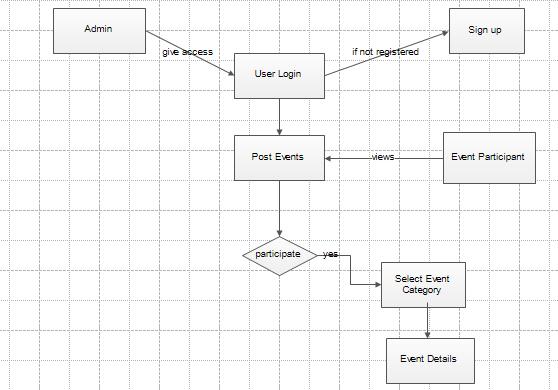 Admin
Sign up
give access
if not registered
User Login
Post Events
views
Event Participant
participate
yes
Select Event
Category
Event Details